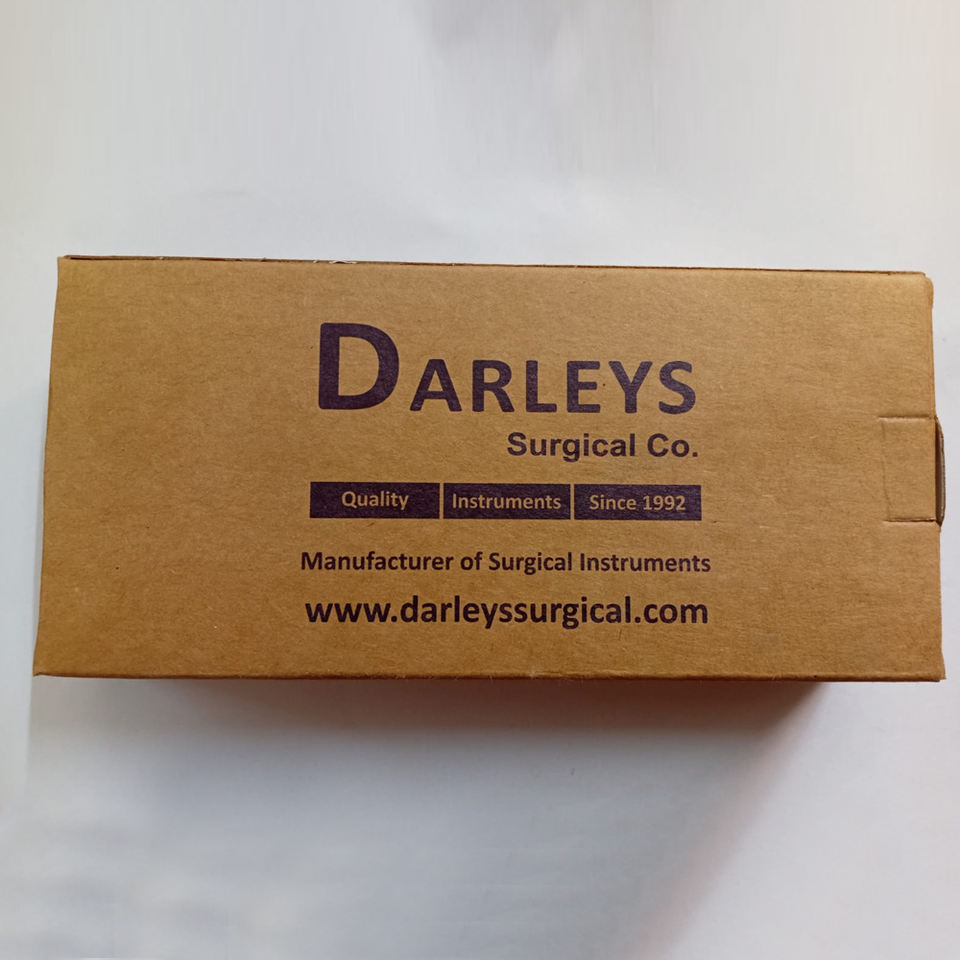 DARLEYS
Surgical Co.
Quality Instruments Since 1992
Manufacturer of Surgical Instruments
www.darleyssurgical.com